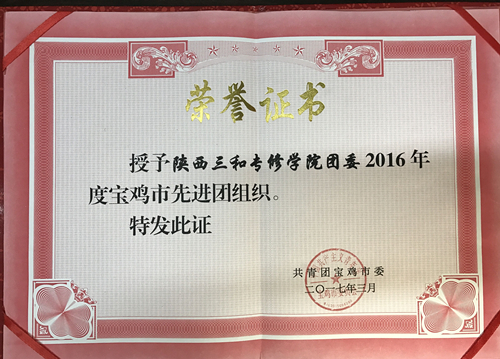 荣誉证书
授予陕西三和专修学院团委2016年
度宝鸡市先进团组织。
特发此证
共青团宝鸡市委
二〇一七年三月